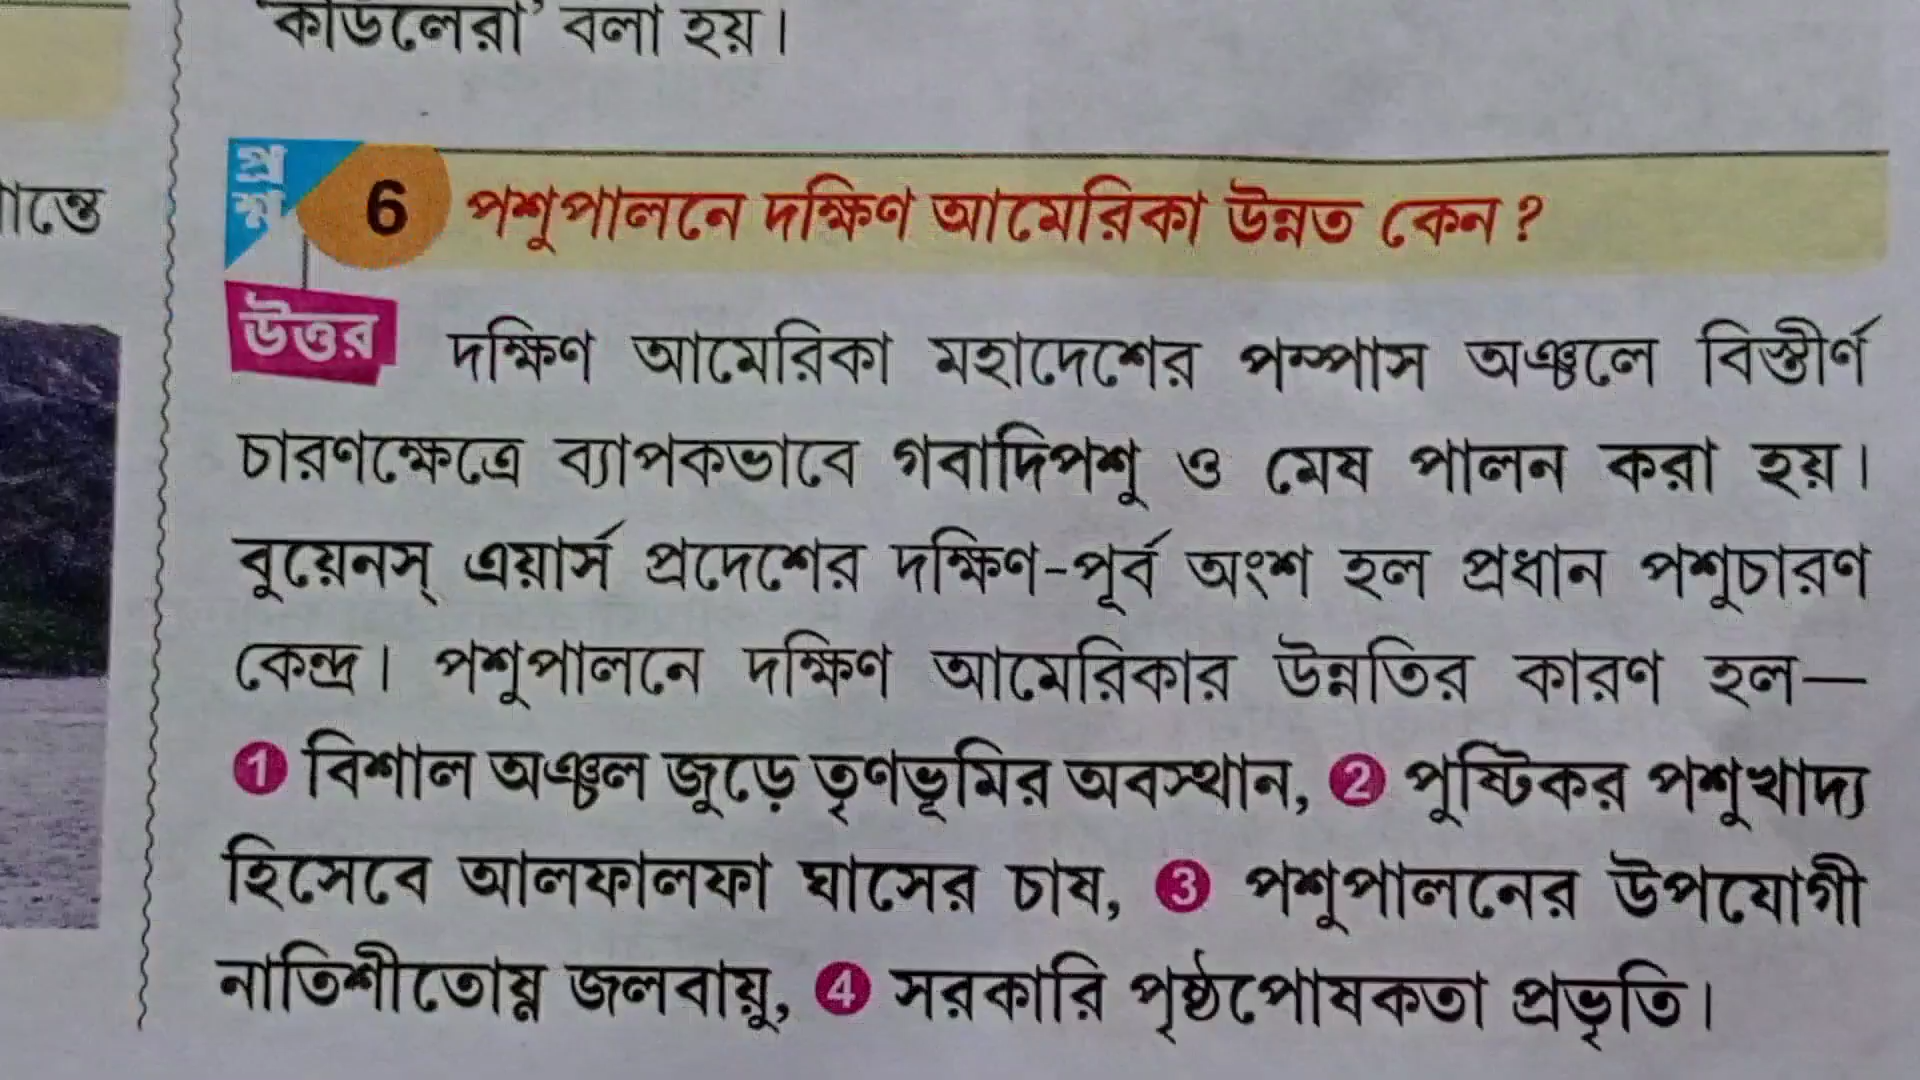 কর্ডিলেরা' বলা হয়।
প্রশ্ন 6 পশুপালনে দক্ষিণ আমেরিকা উন্নত কেন?
উত্তর দক্ষিণ আমেরিকা মহাদেশের পম্পাস অঞ্চলে বিস্তীর্ণ
চারণক্ষেত্রে ব্যাপকভাবে গবাদিপশু ও মেষ পালন করা হয়।
বুয়েনস্ এয়ার্স প্রদেশের দক্ষিণ-পূর্ব অংশ হল প্রধান পশুচারণ
কেন্দ্র। পশুপালনে দক্ষিণ আমেরিকার উন্নতির কারণ হল—
1 বিশাল অঞ্চল জুড়ে তৃণভূমির অবস্থান, 2 পুষ্টিকর পশুখাদ্য
হিসেবে আলফালফা ঘাসের চাষ, 3 পশুপালনের উপযোগী
নাতিশীতোষ্ণ জলবায়ু, 4 সরকারি পৃষ্ঠপোষকতা প্রভৃতি।